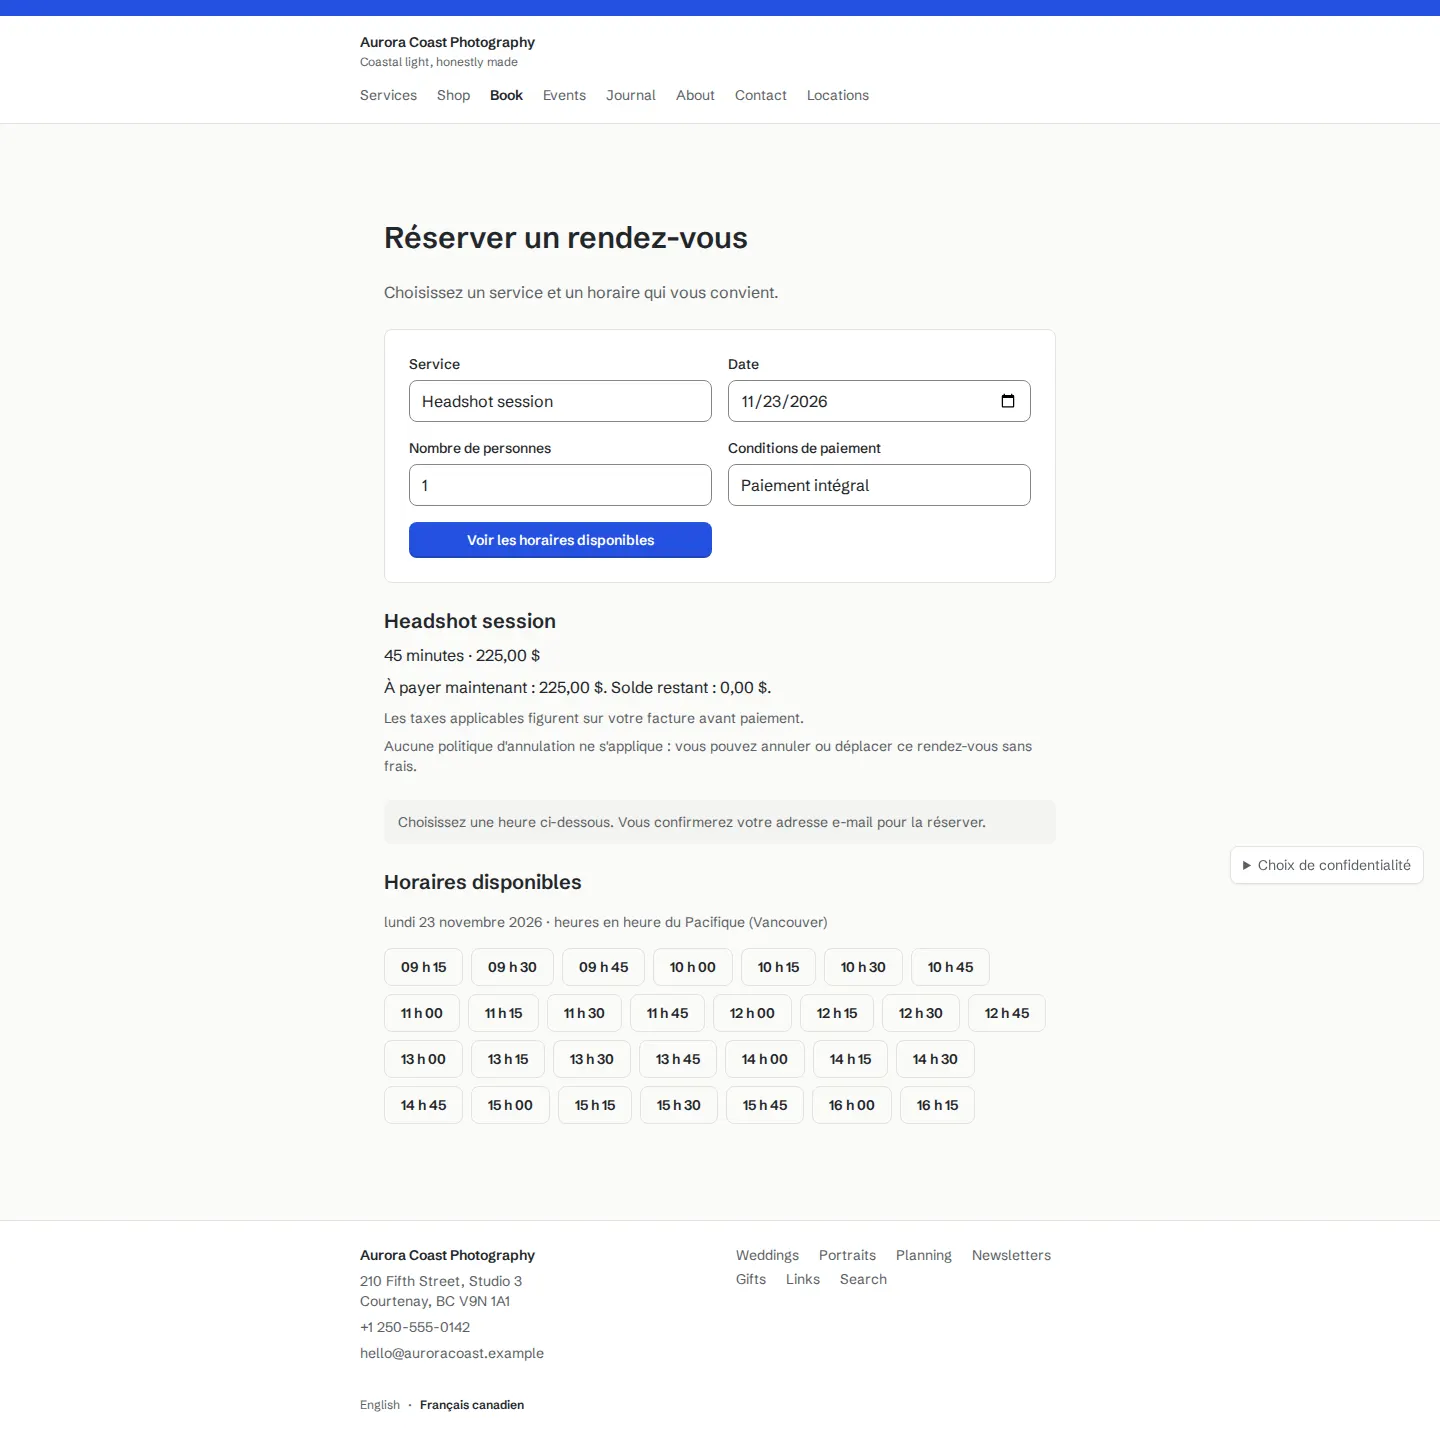 Aurora Coast Photography
Coastal light, honestly made
Services Shop Book Events Journal About Contact Locations
Réserver un rendez-vous
Choisissez un service et un horaire qui vous convient.
Service Date
Headshot session 11/23/2026
Nombre de personnes Conditions de paiement
1 Paiement intégral
Voir les horaires disponibles
Headshot session
45 minutes · 225,00 $
À payer maintenant : 225,00 $. Solde restant : 0,00 $.
Les taxes applicables figurent sur votre facture avant paiement.
Aucune politique d'annulation ne s'applique : vous pouvez annuler ou déplacer ce rendez-vous sans
frais.
Choisissez une heure ci-dessous. Vous confirmerez votre adresse e-mail pour la réserver.
Choix de confidentialité
Horaires disponibles
lundi 23 novembre 2026 · heures en heure du Pacifique (Vancouver)
09 h 15 09 h 30 09 h 45 10 h 00 10 h 15 10 h 30 10 h 45
11 h 00 11 h 15 11 h 30 11 h 45 12 h 00 12 h 15 12 h 30 12 h 45
13 h 00 13 h 15 13 h 30 13 h 45 14 h 00 14 h 15 14 h 30
14 h 45 15 h 00 15 h 15 15 h 30 15 h 45 16 h 00 16 h 15
Aurora Coast Photography
210 Fifth Street, Studio 3
Courtenay, BC V9N 1A1
+1 250-555-0142
hello@auroracoast.example
Weddings Portraits Planning Newsletters
Gifts Links Search
English · Français canadien